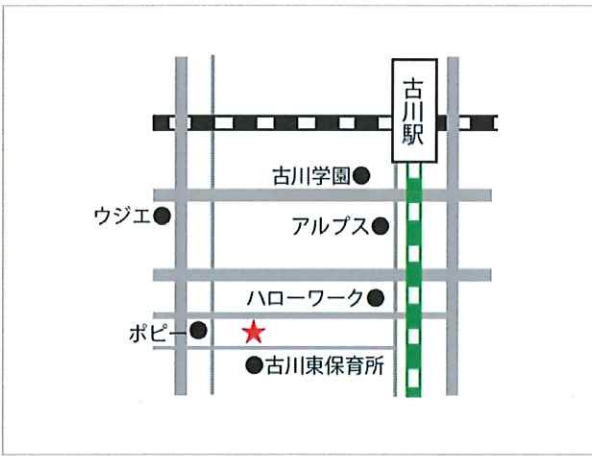 古川駅
古川学園
ウジエ
アルプス
ハローワーク
ポピー
古川東保育所